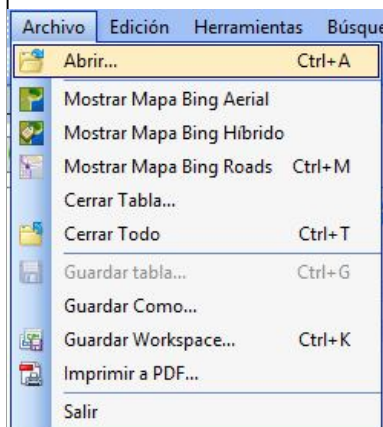 Archivo Edición Herramientas Búsque
Abrir... Ctrl+A
Mostrar Mapa Bing Aerial
Mostrar Mapa Bing Híbrido
Mostrar Mapa Bing Roads Ctrl+M
Cerrar Tabla...
Cerrar Todo Ctrl+T
Guardar tabla... Ctrl+G
Guardar Como...
Guardar Workspace... Ctrl+K
Imprimir a PDF...
Salir